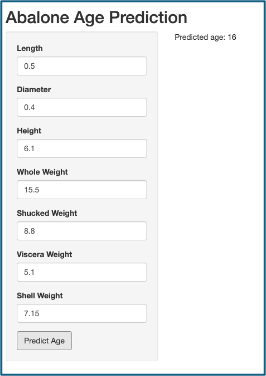 Abalone Age Prediction
Length
0.5
Diameter
0.4
Height
6.1
Whole Weight
15.5
Shucked Weight
8.8
Viscera Weight
5.1
Shell Weight
7.15
Predict Age
Predicted age: 16